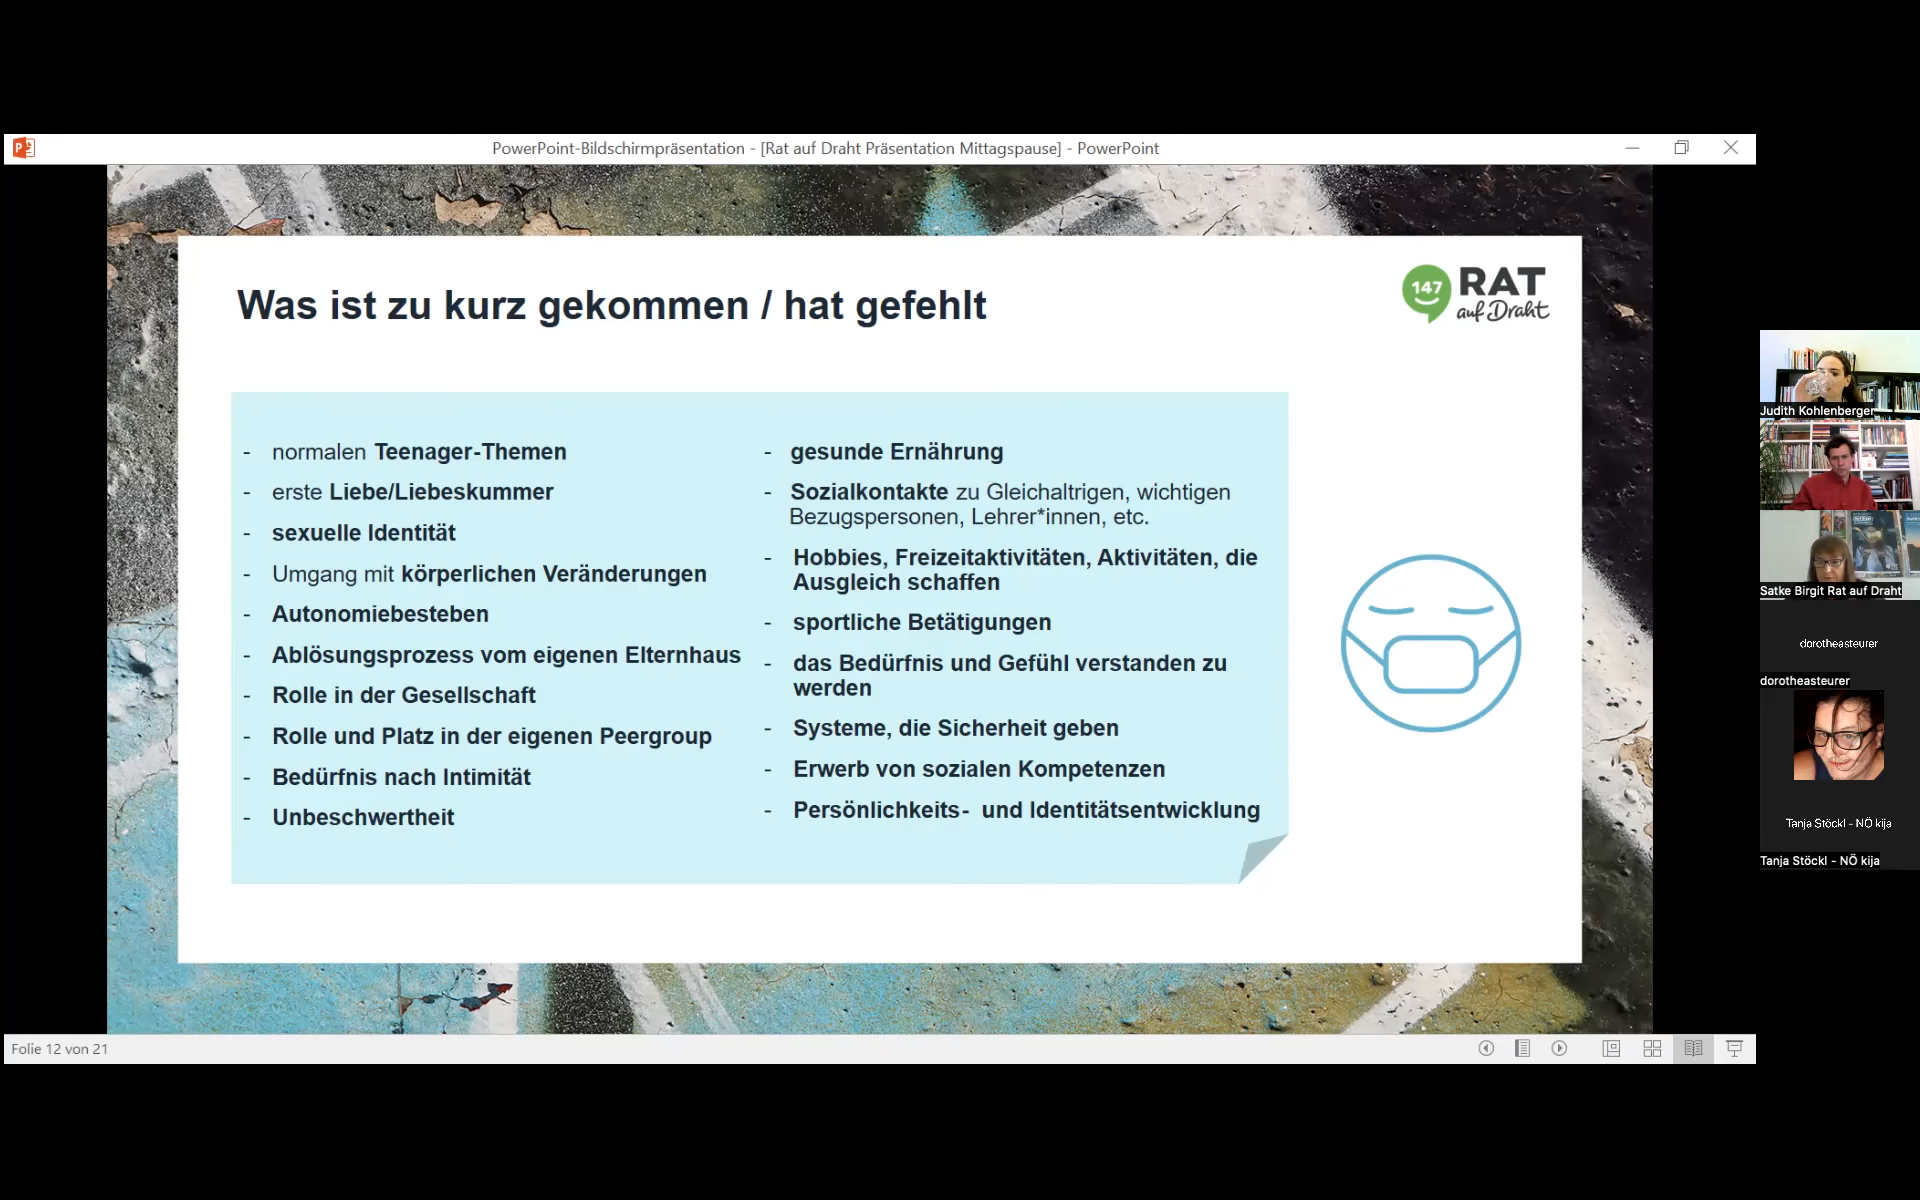 PowerPoint-Bildschirmpräsentation - [Rat auf Draht Präsentation Mittagspause] - PowerPoint
Was ist zu kurz gekommen / hat gefehlt
147 RAT
auf Draht
- normalen Teenager-Themen
- erste Liebe/Liebeskummer
- sexuelle Identität
- Umgang mit körperlichen Veränderungen
- Autonomiebesteben
- Ablösungsprozess vom eigenen Elternhaus
- Rolle in der Gesellschaft
- Rolle und Platz in der eigenen Peergroup
- Bedürfnis nach Intimität
- Unbeschwertheit
- gesunde Ernährung
- Sozialkontakte zu Gleichaltrigen, wichtigen
Bezugspersonen, Lehrer*innen, etc.
- Hobbies, Freizeitaktivitäten, Aktivitäten, die
Ausgleich schaffen
- sportliche Betätigungen
- das Bedürfnis und Gefühl verstanden zu
werden
- Systeme, die Sicherheit geben
- Erwerb von sozialen Kompetenzen
- Persönlichkeits- und Identitätsentwicklung
Folie 12 von 21
Judith Kohlenberger
Satke Birgit Rat auf Draht
dorotheasteurer
dorotheasteurer
Tanja Stöckl - NÖ kija
Tanja Stöckl - NÖ kija